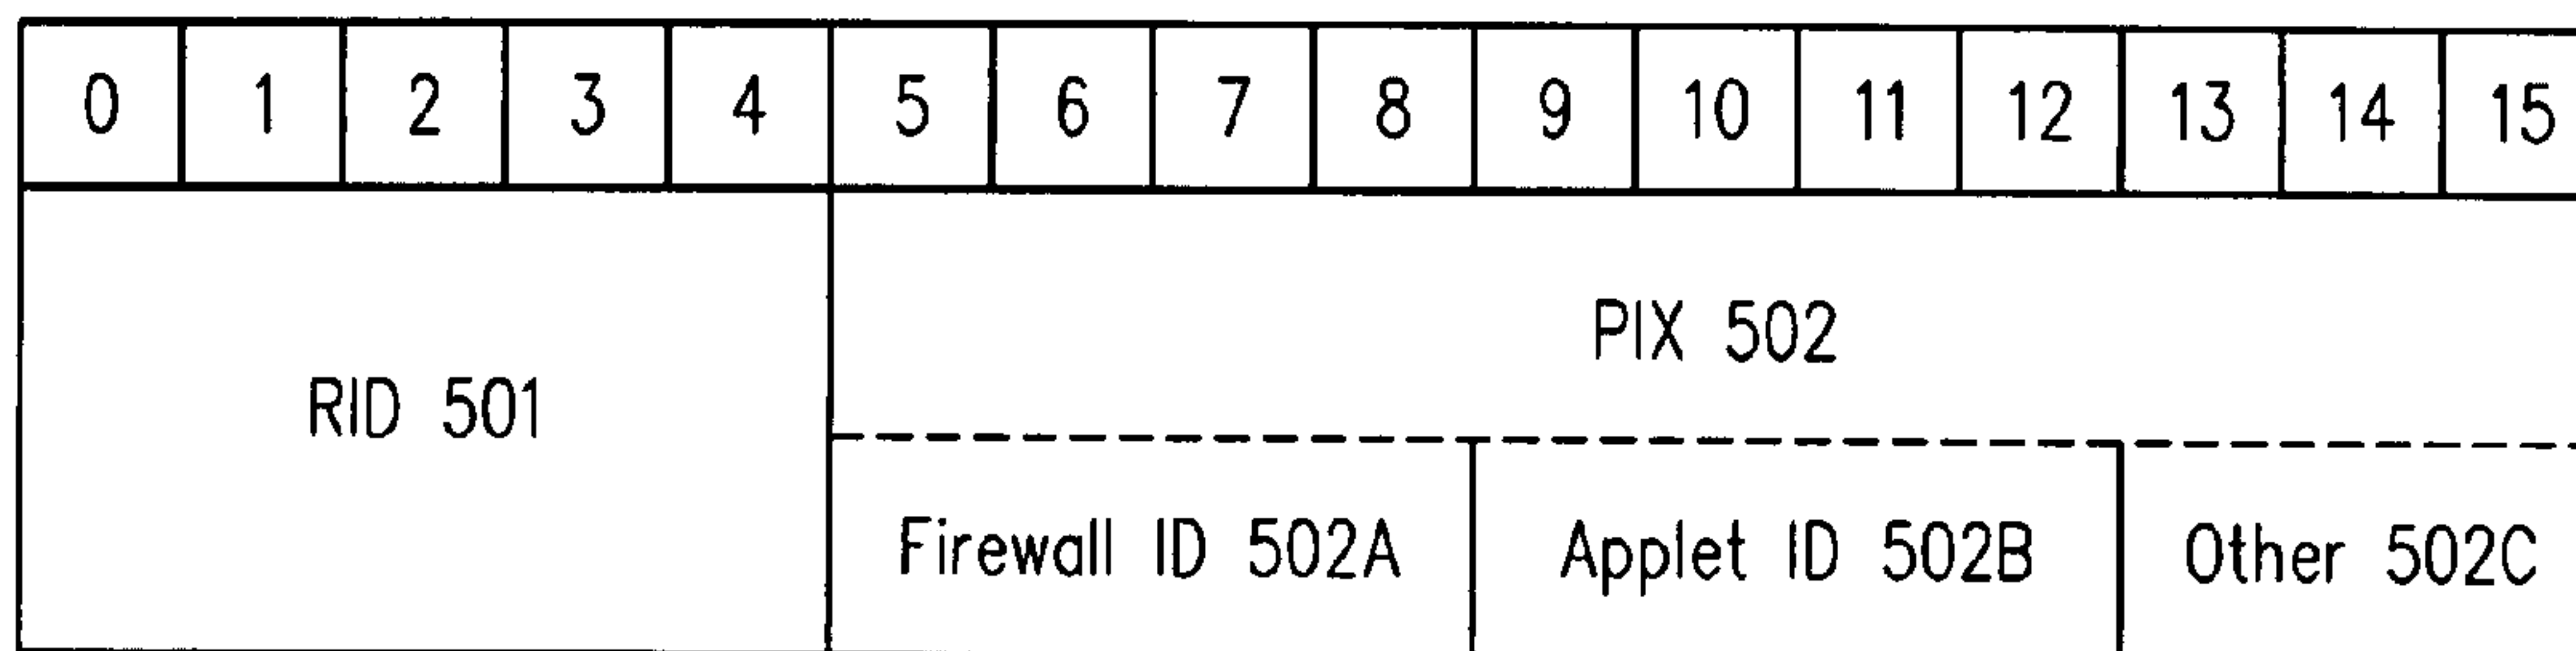 0 1 2 3 4 5 6 7 8 9 10 11 12 13 14 15
PIX 502
RID 501
Firewall ID 502A Applet ID 502B Other 502C